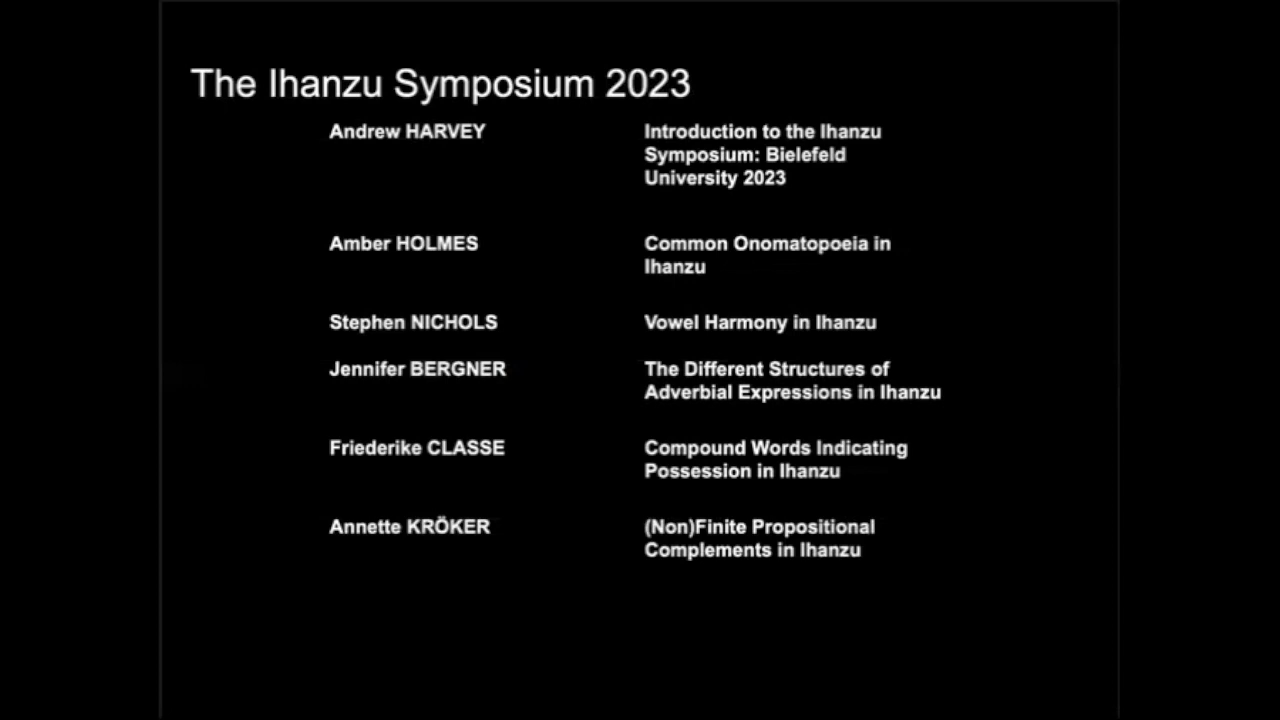 The Ihanzu Symposium 2023
Andrew HARVEY
Introduction to the Ihanzu
Symposium: Bielefeld
University 2023
Amber HOLMES
Common Onomatopoeia in
Ihanzu
Stephen NICHOLS
Vowel Harmony in Ihanzu
Jennifer BERGNER
The Different Structures of
Adverbial Expressions in Ihanzu
Friederike CLASSE
Compound Words Indicating
Possession in Ihanzu
Annette KRÖKER
(Non)Finite Propositional
Complements in Ihanzu